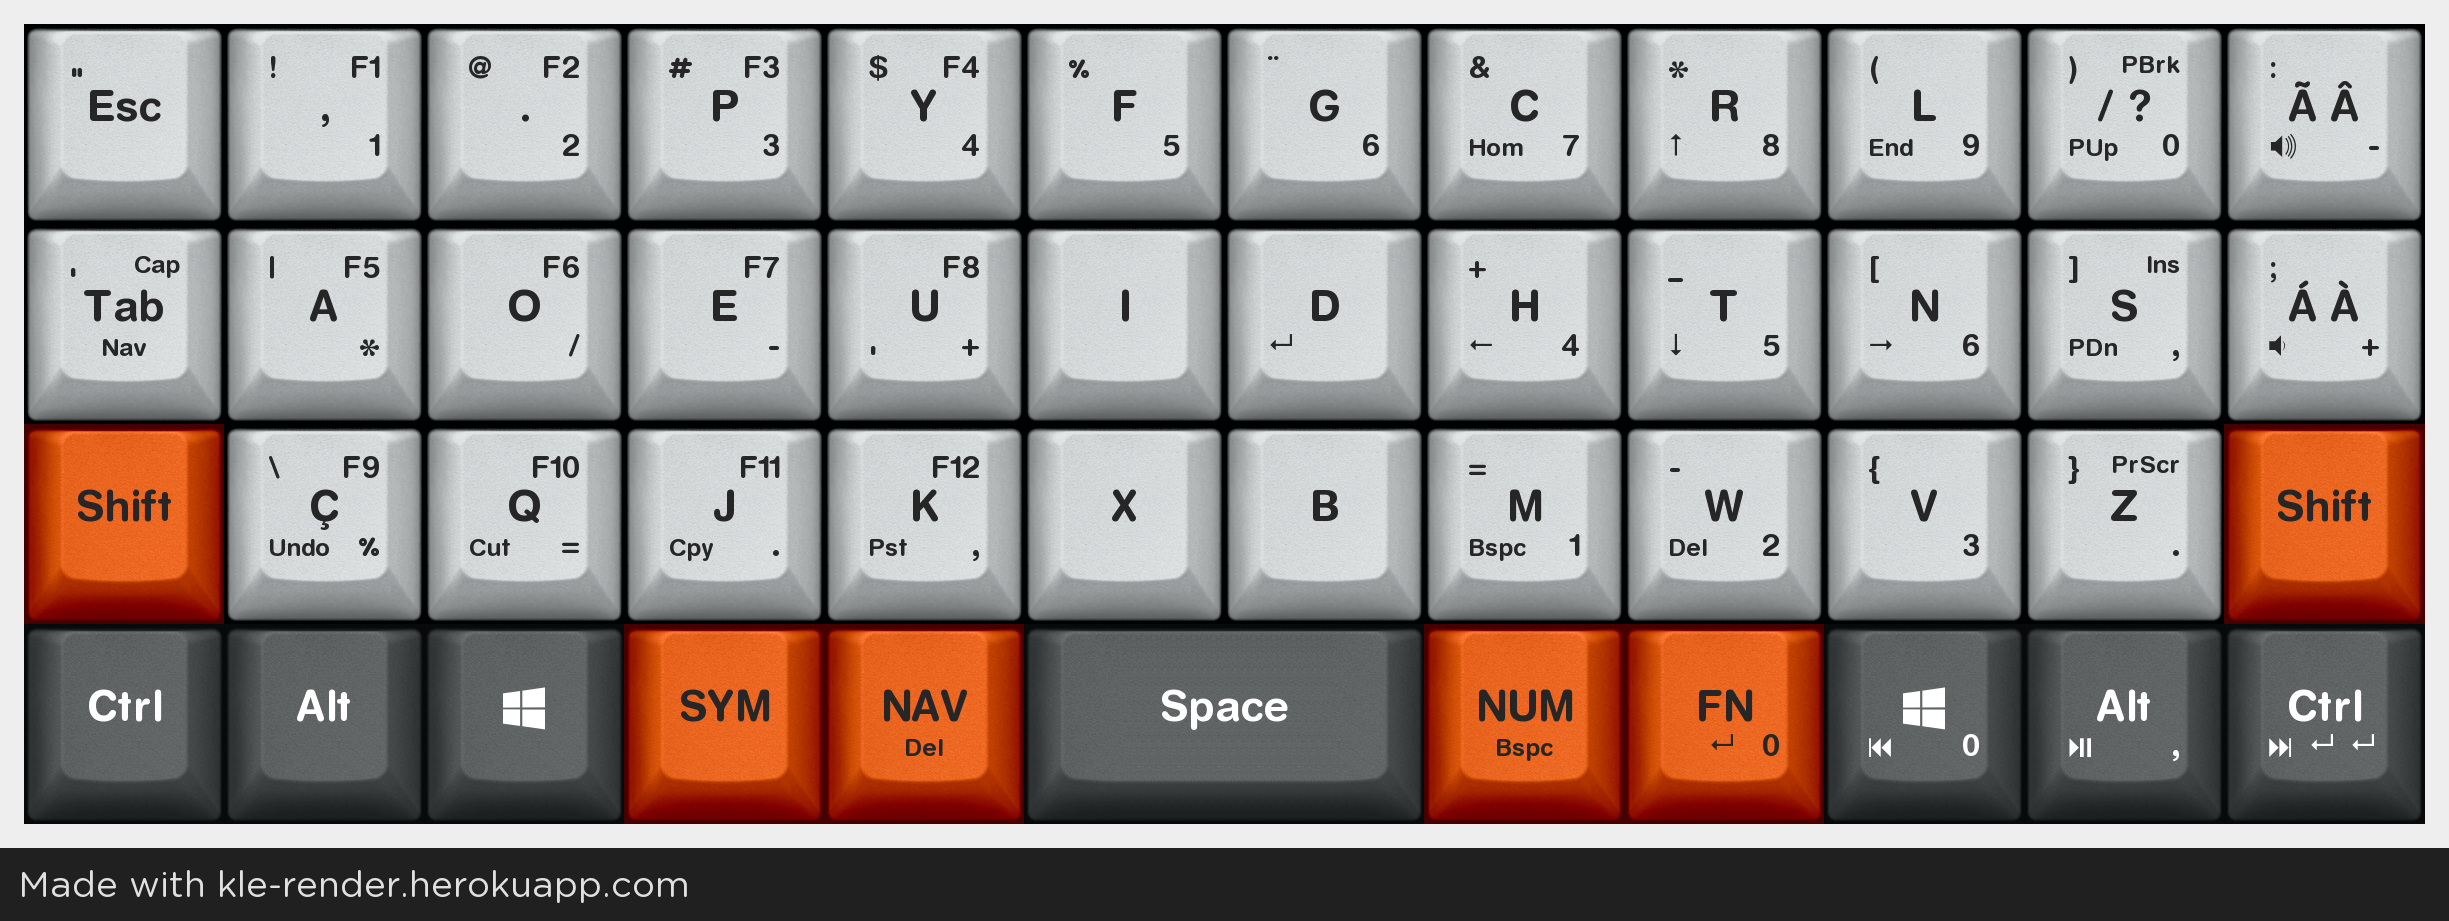 " Esc
! F1 , 1
@ F2 . 2
# F3 P 3
$ F4 Y 4
% F 5
¨ G 6
& C Hom 7
* R ↑ 8
( L End 9
) PBrk / ? PUp 0
: Ã Â -
' Cap Tab Nav
| F5 A *
F6 O /
F7 E -
F8 U ' +
I
D ↵
+ H ← 4
_ T ↓ 5
[ N → 6
] Ins S PDn ,
; Á À +
Shift
\ F9 Ç Undo %
F10 Q Cut =
F11 J Cpy .
F12 K Pst ,
X
B
= M Bspc 1
- W Del 2
{ V 3
} PrScr Z .
Shift
Ctrl
Alt
SYM
NAV Del
Space
NUM Bspc
FN ↵ 0
⏮ 0
Alt ⏯ ,
Ctrl ⏭ ↵ ↵
Made with kle-render.herokuapp.com